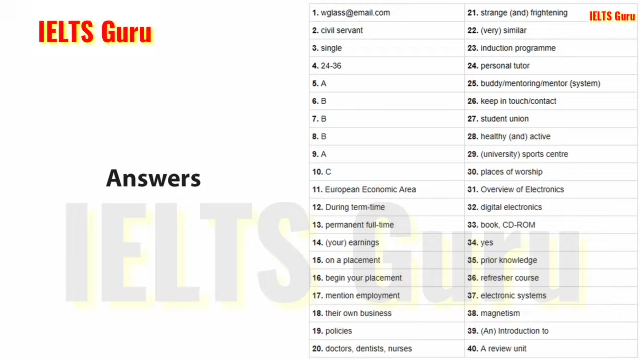 IELTS Guru
IELTS Guru
Answers
IELTS Guru
1. wglass@email.com
2. civil servant
3. single
4. 24-36
5. A
6. B
7. B
8. B
9. A
10. C
11. European Economic Area
12. During term-time
13. permanent full-time
14. (your) earnings
15. on a placement
16. begin your placement
17. mention employment
18. their own business
19. policies
20. doctors, dentists, nurses
21. strange (and) frightening
22. (very) similar
23. induction programme
24. personal tutor
25. buddy/mentoring/mentor (system)
26. keep in touch/contact
27. student union
28. healthy (and) active
29. (university) sports centre
30. places of worship
31. Overview of Electronics
32. digital electronics
33. book, CD-ROM
34. yes
35. prior knowledge
36. refresher course
37. electronic systems
38. magnetism
39. (An) Introduction to
40. A review unit